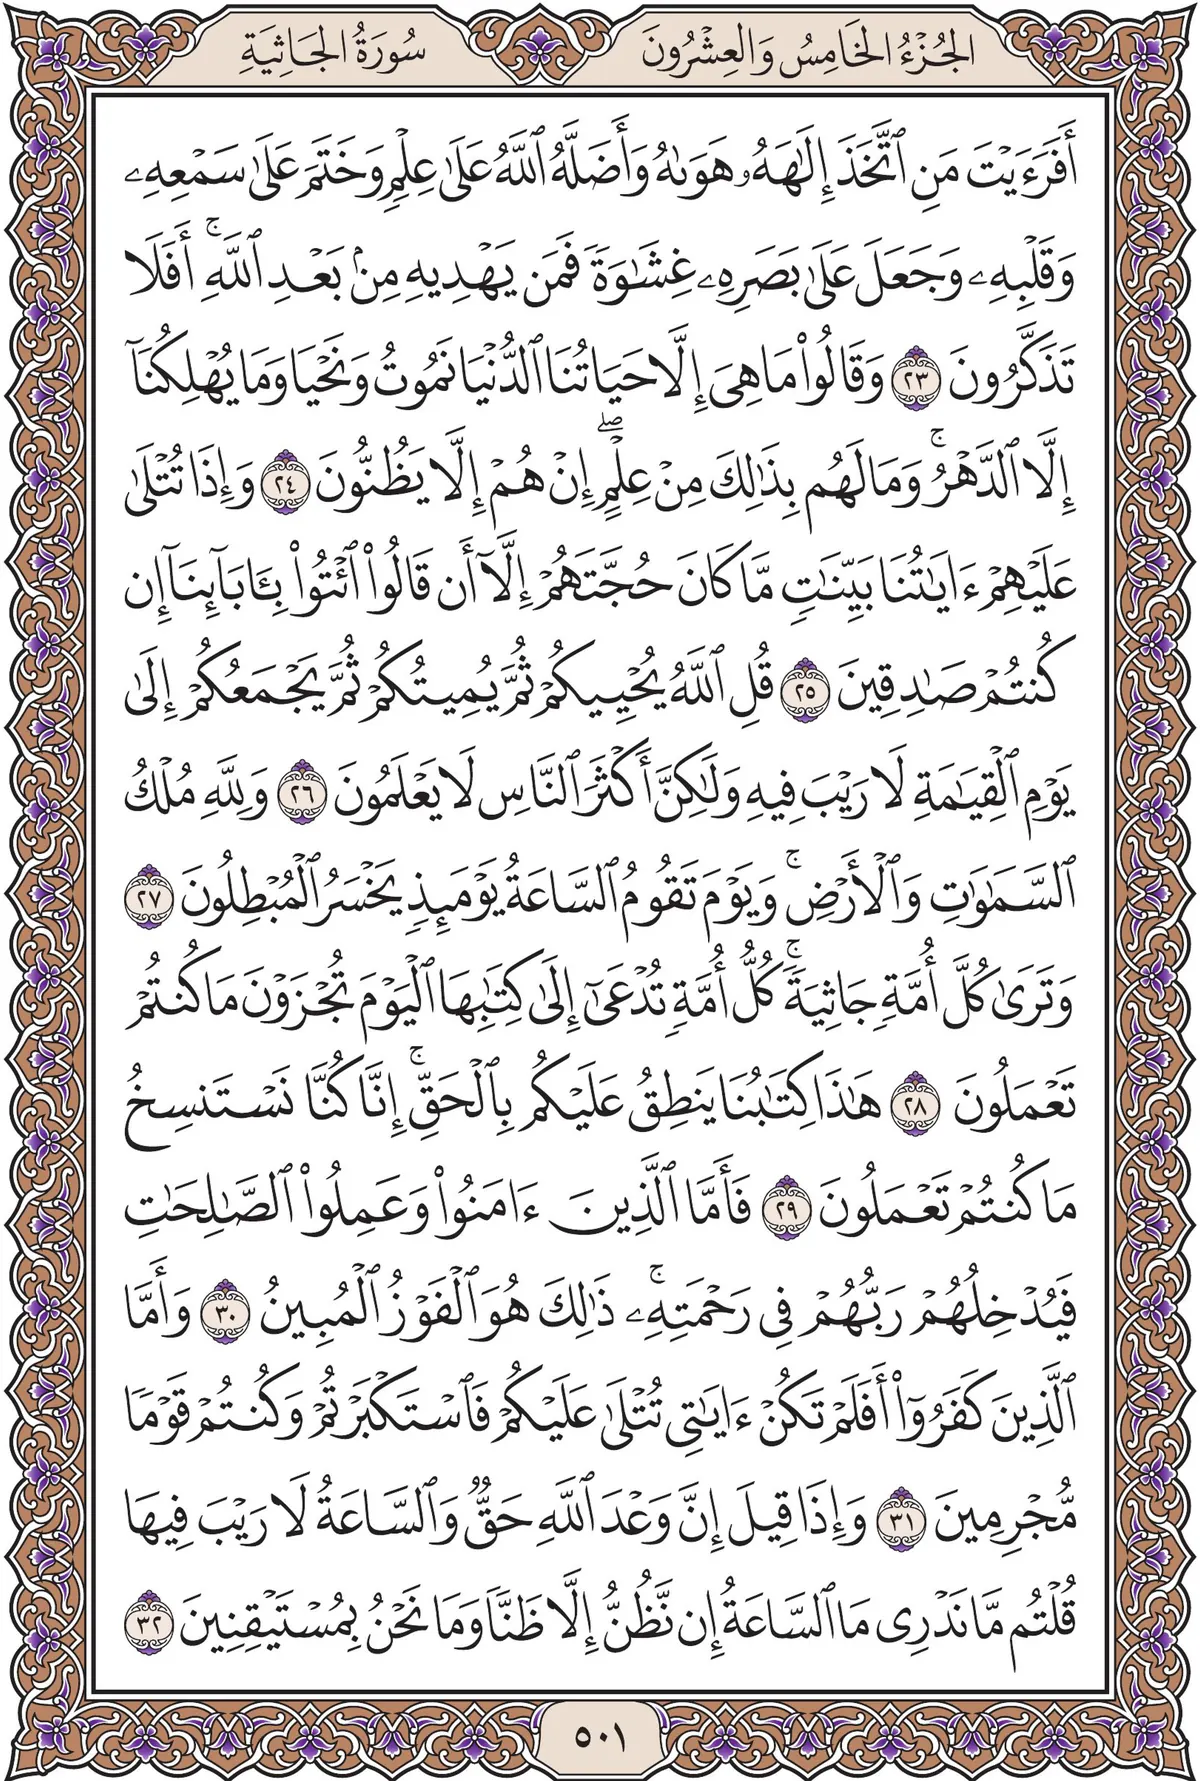 الجُزْءُ الخَامِسُ وَالعِشْرُونَ
سُورَةُ الجَاثِيَةِ
أَفَرَءَيْتَ مَنِ ٱتَّخَذَ إِلَٰهَهُۥ هَوَىٰهُ وَأَضَلَّهُ ٱللَّهُ عَلَىٰ عِلْمٍ وَخَتَمَ عَلَىٰ سَمْعِهِۦ
وَقَلْبِهِۦ وَجَعَلَ عَلَىٰ بَصَرِهِۦ غِشَٰوَةً فَمَن يَهْدِيهِ مِنۢ بَعْدِ ٱللَّهِۚ أَفَلَا
تَذَكَّرُونَ ٢٣ وَقَالُوا۟ مَا هِىَ إِلَّا حَيَاتُنَا ٱلدُّنْيَا نَمُوتُ وَنَحْيَا وَمَا يُهْلِكُنَآ
إِلَّا ٱلدَّهْرُۚ وَمَا لَهُم بِذَٰلِكَ مِنْ عِلْمٍۖ إِنْ هُمْ إِلَّا يَظُنُّونَ ٢٤ وَإِذَا تُتْلَىٰ
عَلَيْهِمْ ءَايَٰتُنَا بَيِّنَٰتٍ مَّا كَانَ حُجَّتَهُمْ إِلَّآ أَن قَالُوا۟ ٱئْتُوا۟ بِـَٔابَآئِنَآ إِن
كُنتُمْ صَٰدِقِينَ ٢٥ قُلِ ٱللَّهُ يُحْيِيكُمْ ثُمَّ يُمِيتُكُمْ ثُمَّ يَجْمَعُكُمْ إِلَىٰ
يَوْمِ ٱلْقِيَٰمَةِ لَا رَيْبَ فِيهِ وَلَٰكِنَّ أَكْثَرَ ٱلنَّاسِ لَا يَعْلَمُونَ ٢٦ وَلِلَّهِ مُلْكُ
ٱلسَّمَٰوَٰتِ وَٱلْأَرْضِۚ وَيَوْمَ تَقُومُ ٱلسَّاعَةُ يَوْمَئِذٍ يَخْسَرُ ٱلْمُبْطِلُونَ ٢٧
وَتَرَىٰ كُلَّ أُمَّةٍ جَاثِيَةًۚ كُلُّ أُمَّةٍ تُدْعَىٰٓ إِلَىٰ كِتَٰبِهَا ٱلْيَوْمَ تُجْزَوْنَ مَا كُنتُمْ
تَعْمَلُونَ ٢٨ هَٰذَا كِتَٰبُنَا يَنطِقُ عَلَيْكُم بِٱلْحَقِّۚ إِنَّا كُنَّا نَسْتَنسِخُ
مَا كُنتُمْ تَعْمَلُونَ ٢٩ فَأَمَّا ٱلَّذِينَ ءَامَنُوا۟ وَعَمِلُوا۟ ٱلصَّٰلِحَٰتِ
فَيُدْخِلُهُمْ رَبُّهُمْ فِى رَحْمَتِهِۦۚ ذَٰلِكَ هُوَ ٱلْفَوْزُ ٱلْمُبِينُ ٣٠ وَأَمَّا
ٱلَّذِينَ كَفَرُوٓا۟ أَفَلَمْ تَكُنْ ءَايَٰتِى تُتْلَىٰ عَلَيْكُمْ فَٱسْتَكْبَرْتُمْ وَكُنتُمْ قَوْمًا
مُّجْرِمِينَ ٣١ وَإِذَا قِيلَ إِنَّ وَعْدَ ٱللَّهِ حَقٌّ وَٱلسَّاعَةُ لَا رَيْبَ فِيهَا
قُلْتُم مَّا نَدْرِى مَا ٱلسَّاعَةُ إِن نَّظُنُّ إِلَّا ظَنًّا وَمَا نَحْنُ بِمُسْتَيْقِنِينَ ٣٢
٥٠١